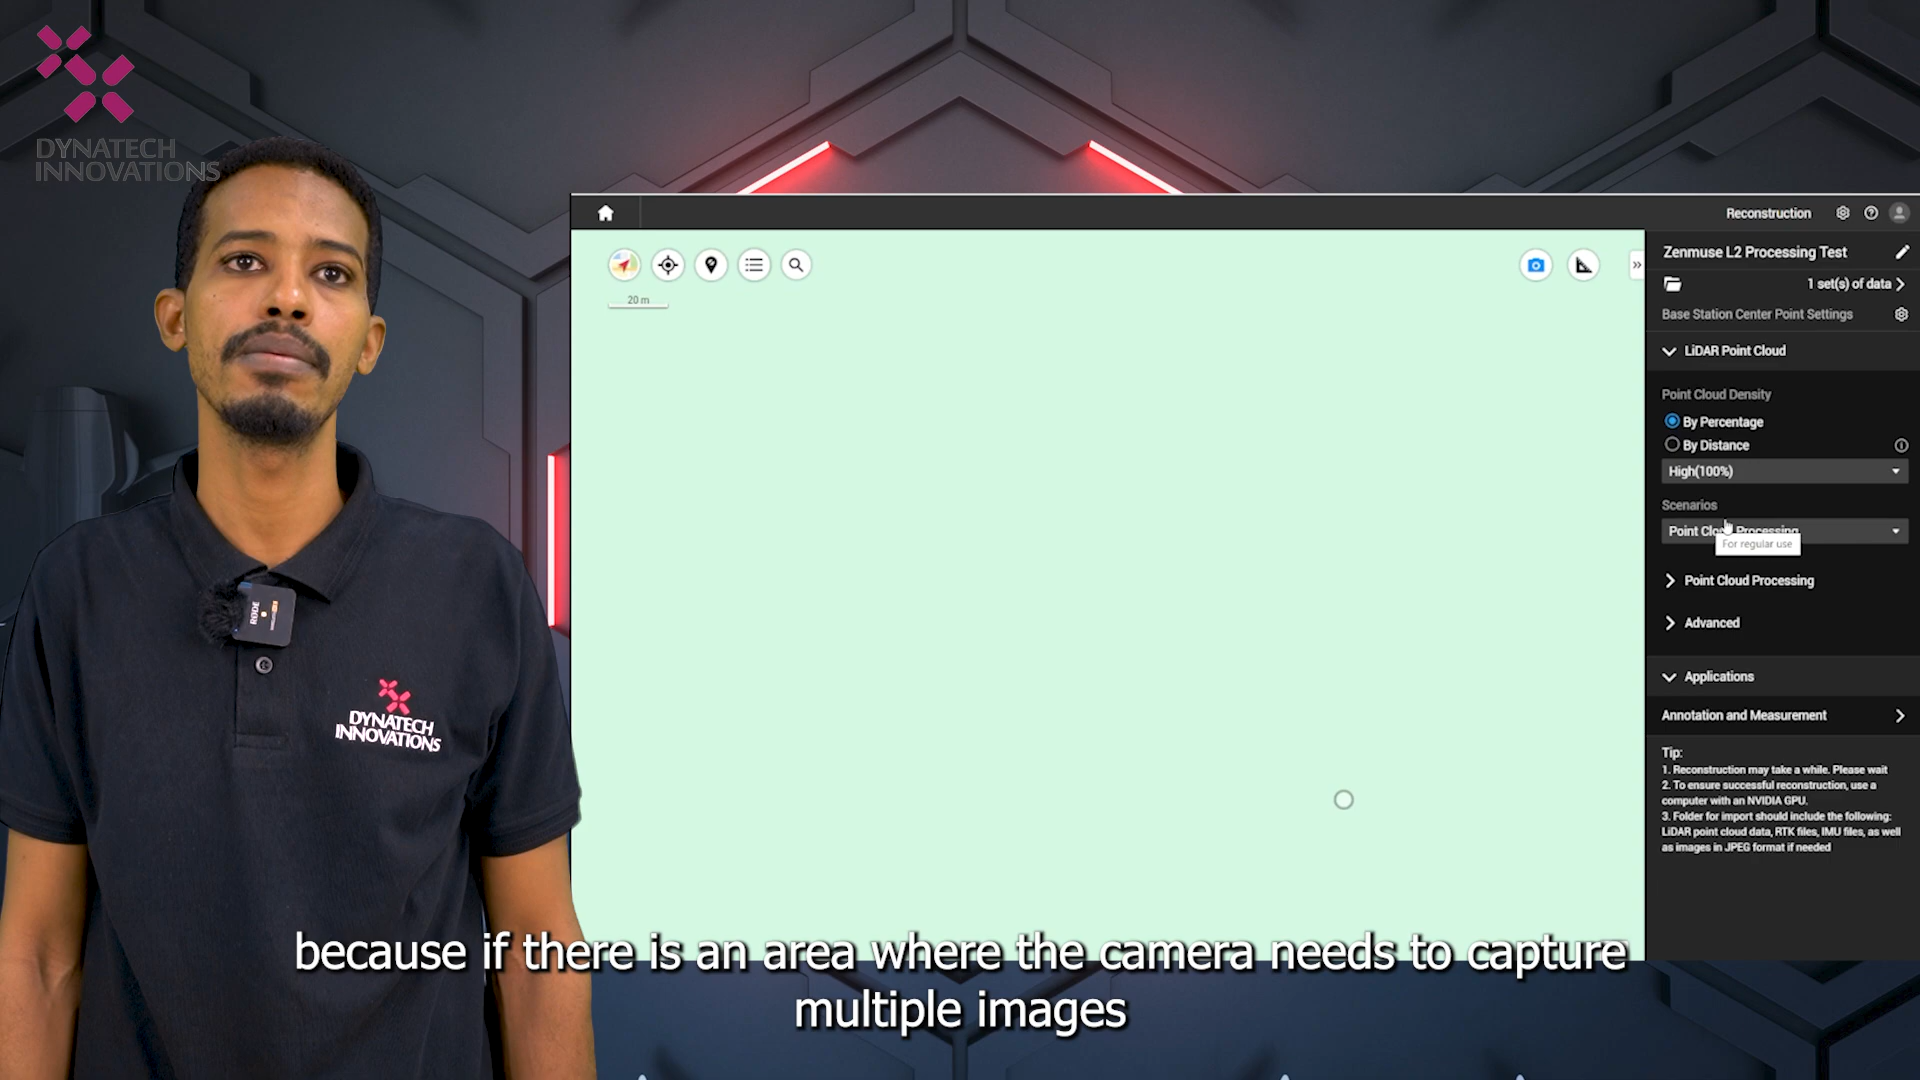 DYNATECH
INNOVATIONS
Reconstruction
Zenmuse L2 Processing Test
1 set(s) of data
Base Station Center Point Settings
20 m
LiDAR Point Cloud
Point Cloud Density
By Percentage
By Distance
High(100%)
Scenarios
Point Cloud Processing
For regular use
Point Cloud Processing
Advanced
Applications
Annotation and Measurement
Tip:
1. Reconstruction may take a while. Please wait
2. To ensure successful reconstruction, use a
computer with an NVIDIA GPU.
3. Folder for import should include the following:
LiDAR point cloud data, RTK files, IMU files, as well
as images in JPEG format if needed
RØDE
DYNATECH
INNOVATIONS
because if there is an area where the camera needs to capture
multiple images